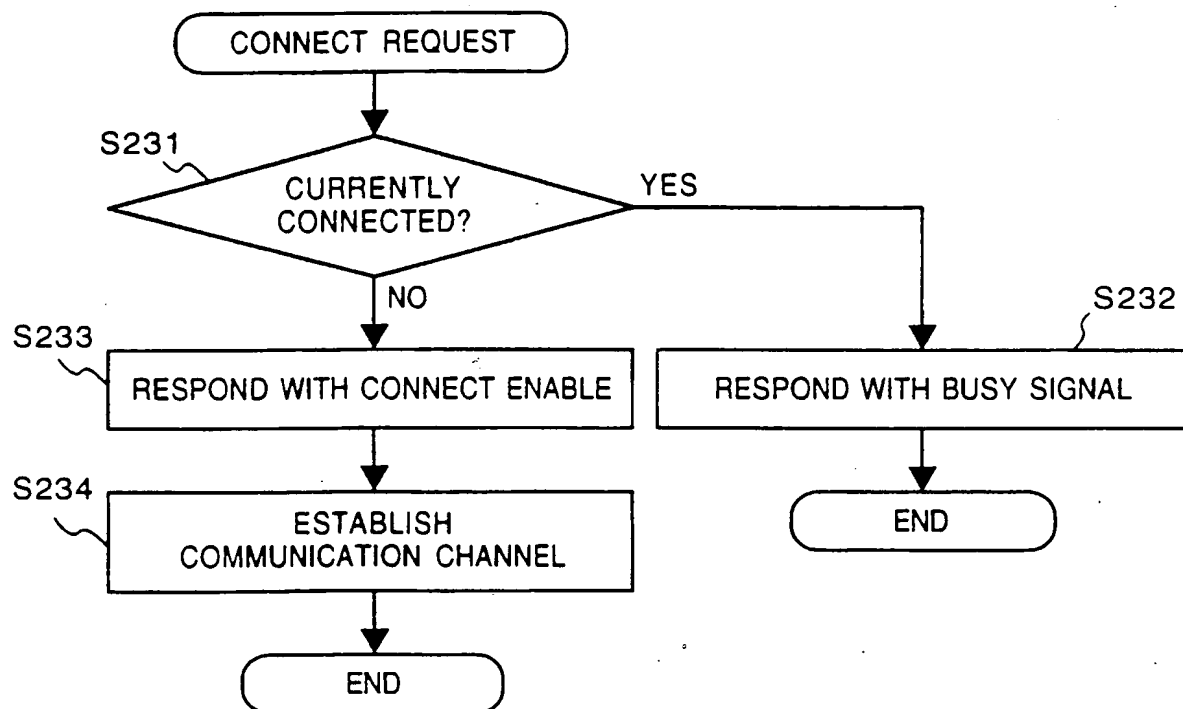 CONNECT REQUEST
S231
CURRENTLY
CONNECTED?
YES
NO
S233
RESPOND WITH CONNECT ENABLE
S232
RESPOND WITH BUSY SIGNAL
S234
ESTABLISH
COMMUNICATION CHANNEL
END
END